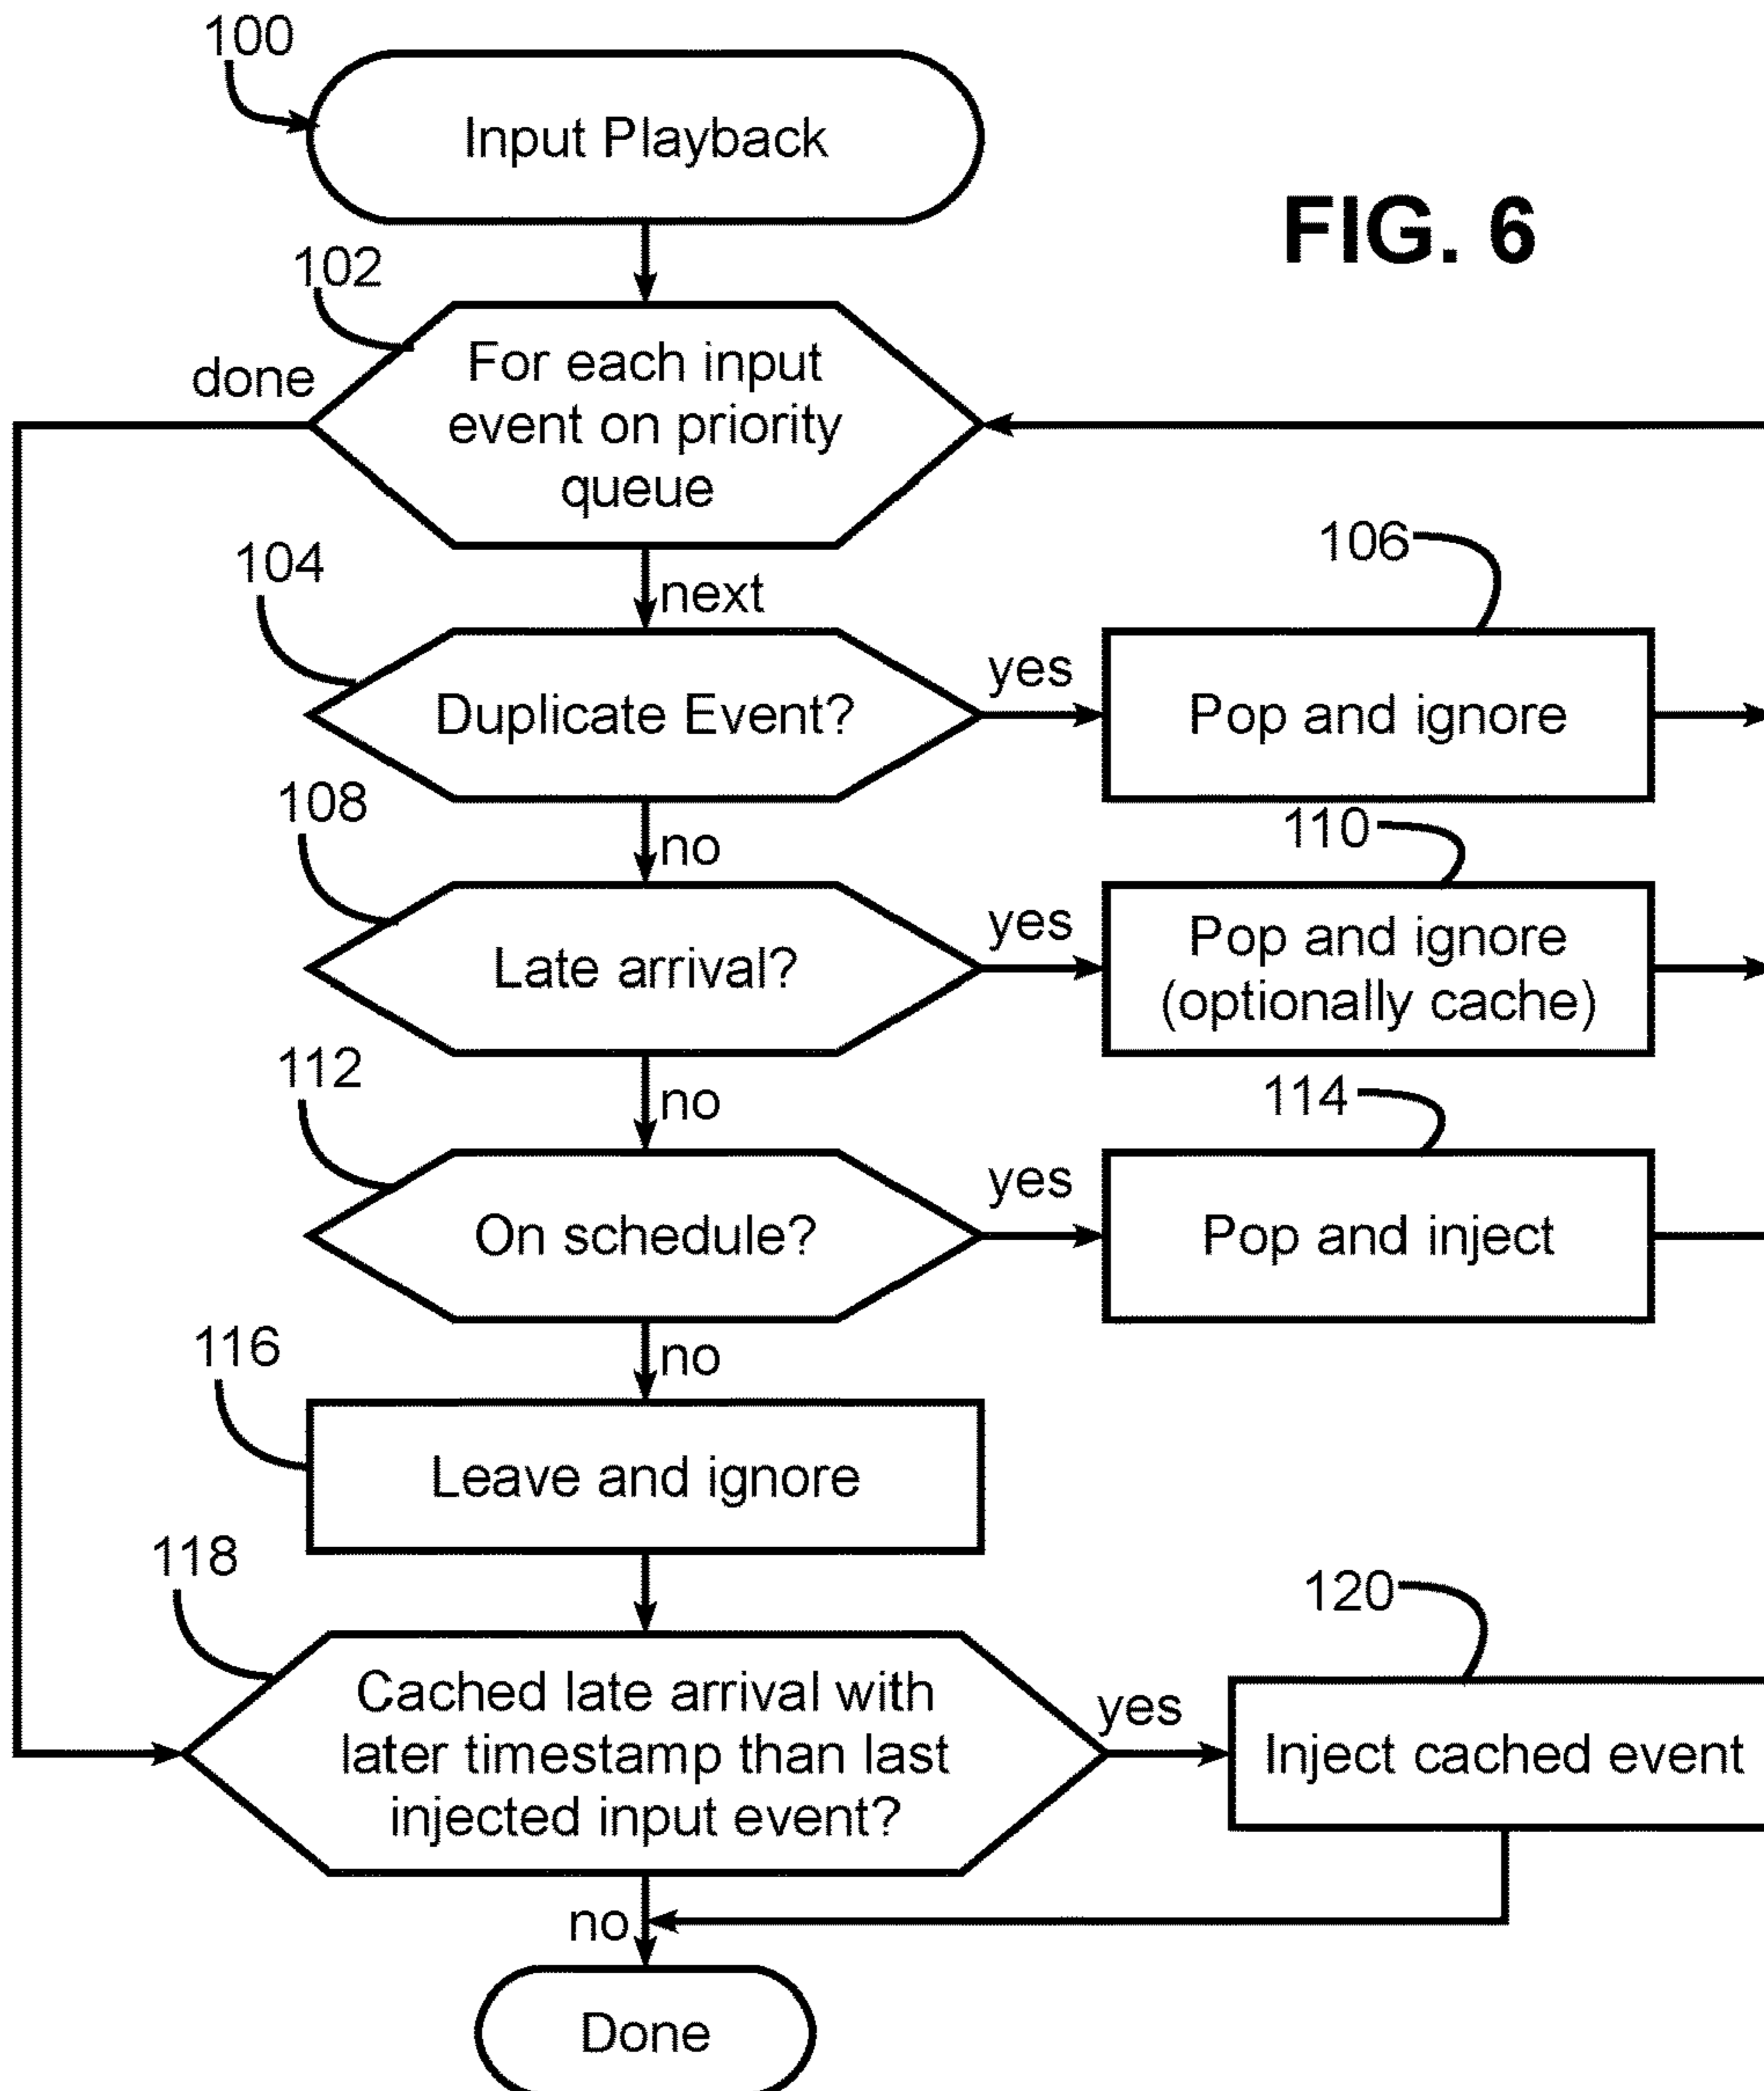 100
Input Playback
FIG. 6
102
done
For each input
event on priority
queue
104
next
106
Duplicate Event?
yes
Pop and ignore
108
no
110
Late arrival?
yes
Pop and ignore
(optionally cache)
112
no
114
On schedule?
yes
Pop and inject
116
no
Leave and ignore
118
Cached late arrival with
later timestamp than last
injected input event?
yes
120
Inject cached event
no
Done